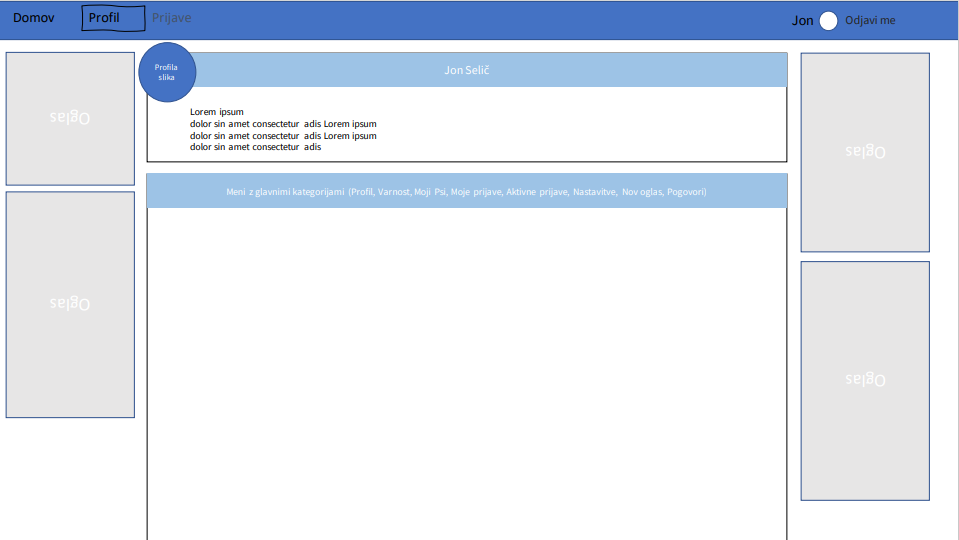 Domov
Profil
Prijave
Jon
Odjavi me
Oglas
Oglas
Profila
slika
Jon Selič
Lorem ipsum
dolor sin amet consectetur adis Lorem ipsum
dolor sin amet consectetur adis Lorem ipsum
dolor sin amet consectetur adis
Meni z glavnimi kategorijami (Profil, Varnost, Moji Psi, Moje prijave, Aktivne prijave, Nastavitve, Nov oglas, Pogovori)
Oglas
Oglas